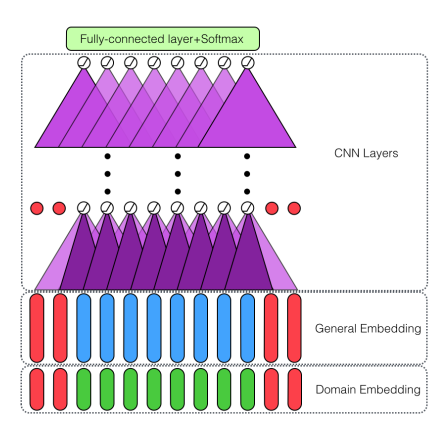 Fully-connected layer+Softmax
CNN Layers
General Embedding
Domain Embedding